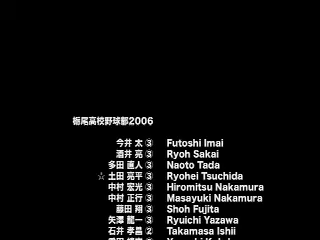 栃尾高校野球部2006
今井 太 ③ Futoshi Imai
酒井 亮 ③ Ryoh Sakai
多田 直人 ③ Naoto Tada
☆ 土田 亮平 ③ Ryohei Tsuchida
中村 宏光 ③ Hiromitsu Nakamura
中村 正行 ③ Masayuki Nakamura
藤田 翔 ③ Shoh Fujita
矢澤 龍一 ③ Ryuichi Yazawa
石井 孝昌 ② Takamasa Ishii